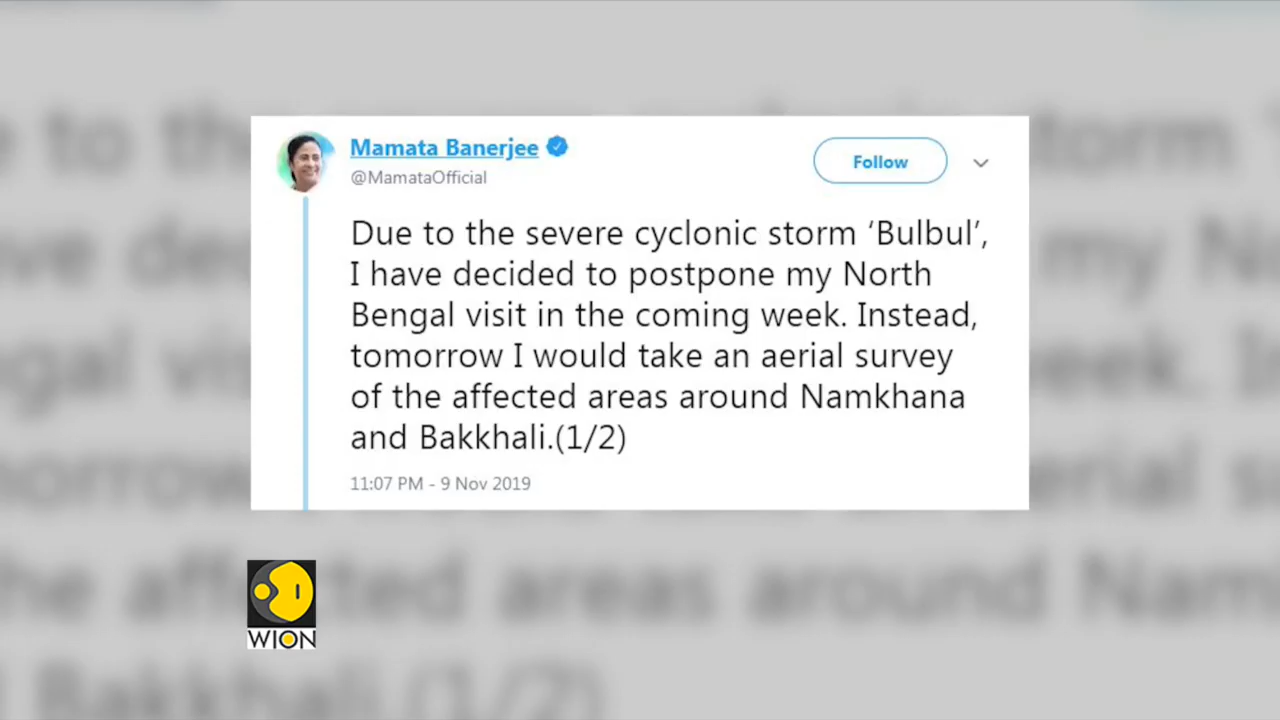 Mamata Banerjee
@MamataOfficial
Follow
Due to the severe cyclonic storm ‘Bulbul’,
I have decided to postpone my North
Bengal visit in the coming week. Instead,
tomorrow I would take an aerial survey
of the affected areas around Namkhana
and Bakkhali.(1/2)
11:07 PM - 9 Nov 2019
WION